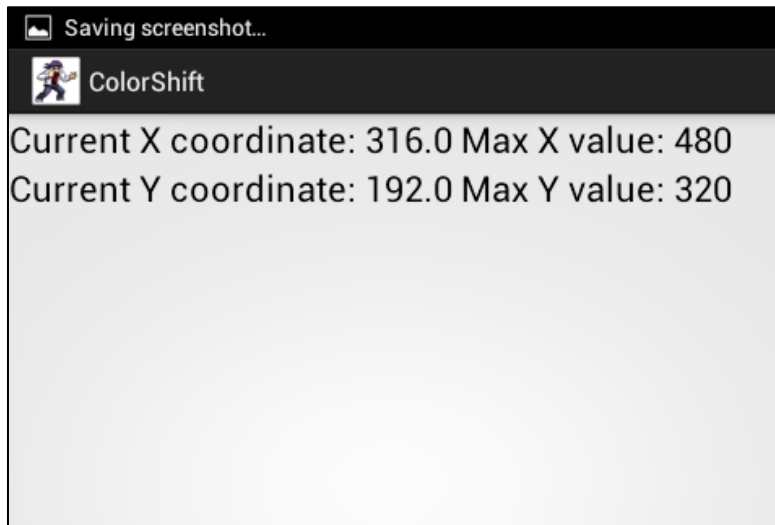 Saving screenshot...
ColorShift
Current X coordinate: 316.0 Max X value: 480
Current Y coordinate: 192.0 Max Y value: 320